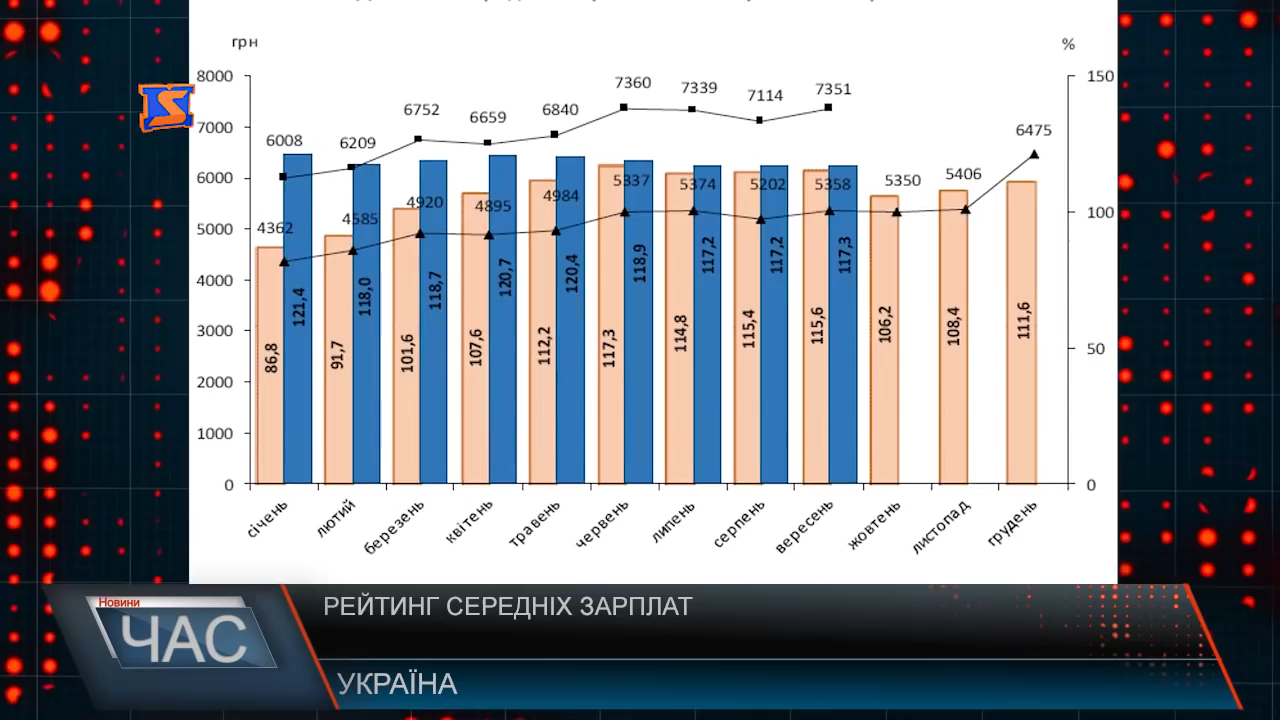 грн %
8000 150
7360 7339 7114 7351
6752 6659 6840
7000
6008 6209 6475
6000
5337 5374 5202 5358 5350 5406
4362 4585 4920 4895 4984
5000 100
4000
121,4 118,0 118,7 120,7 120,4 118,9 117,2 117,2 117,3
3000 50
86,8 91,7 101,6 107,6 112,2 117,3 114,8 115,4 115,6 106,2 108,4 111,6
2000
1000
0 0
січень лютий березень квітень травень червень липень серпень вересень жовтень листопад грудень
Новини
ЧАС
РЕЙТИНГ СЕРЕДНІХ ЗАРПЛАТ
УКРАЇНА